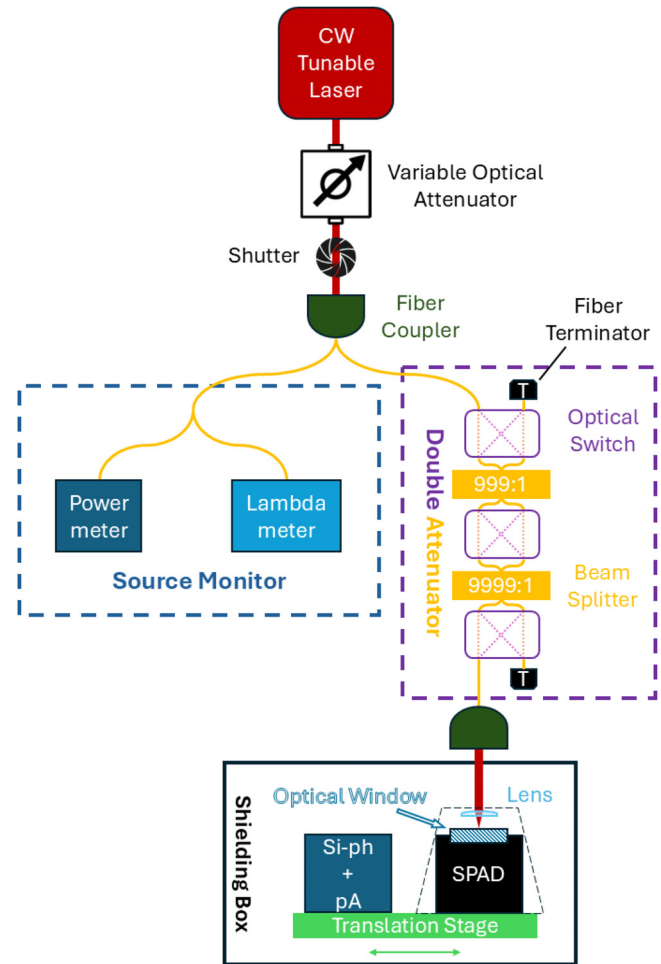 CW
Tunable
Laser
Variable Optical
Attenuator
Shutter
Fiber
Coupler
Fiber
Terminator
T
Optical
Switch
Double Attenuator
999:1
Power
meter
Lambda
meter
Source Monitor
9999:1
Beam
Splitter
T
Shielding Box
Optical Window
Lens
Si-ph
+
pA
SPAD
Translation Stage